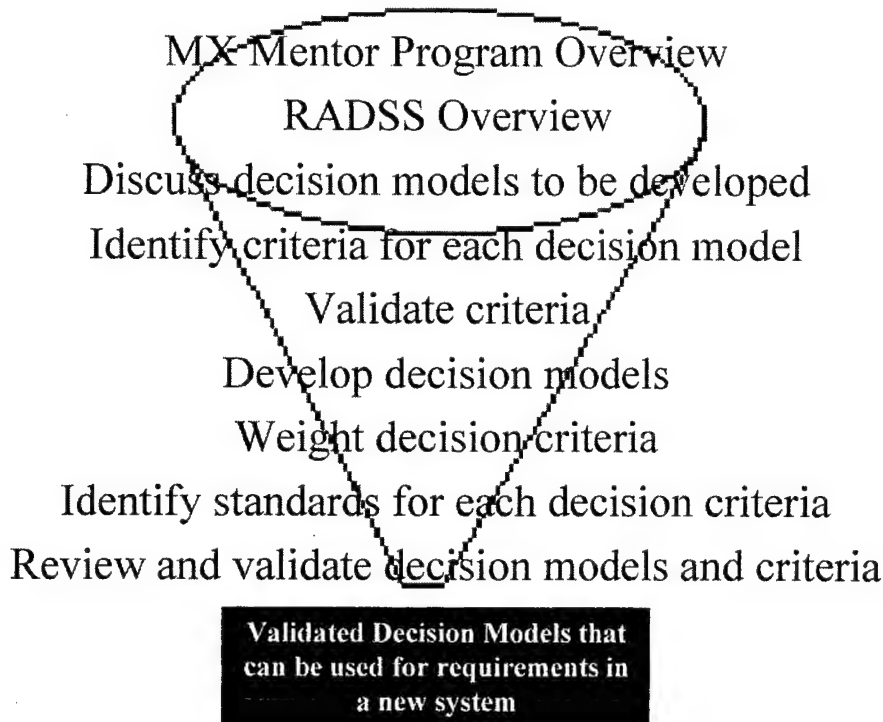 MX Mentor Program Overview
RADSS Overview
Discuss decision models to be developed
Identify criteria for each decision model
Validate criteria
Develop decision models
Weight decision criteria
Identify standards for each decision criteria
Review and validate decision models and criteria
Validated Decision Models that
can be used for requirements in
a new system